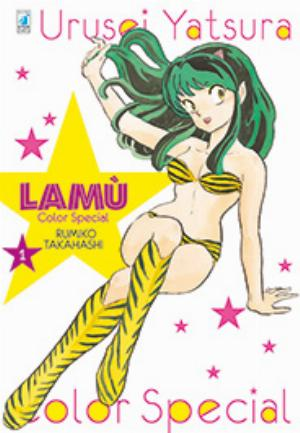 Urusei Yatsura
LAMÙ
Color Special
RUMIKO
TAKAHASHI
1
Color Special